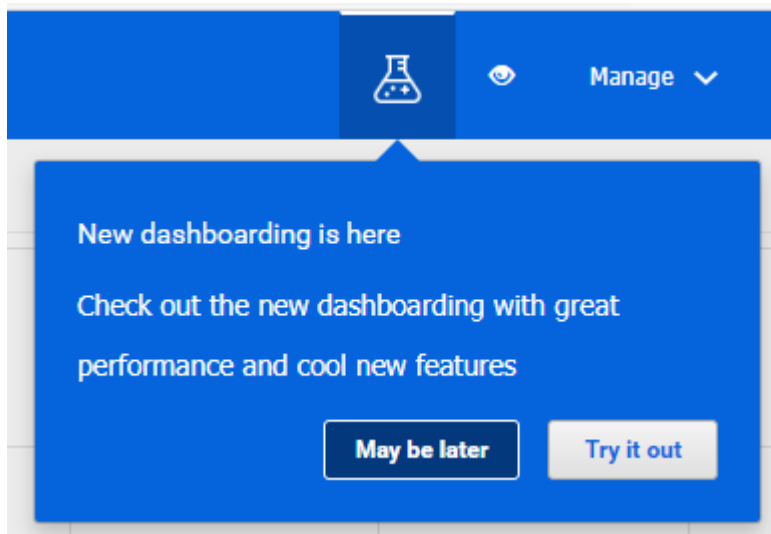 Manage
New dashboarding is here
Check out the new dashboarding with great
performance and cool new features
May be later
Try it out